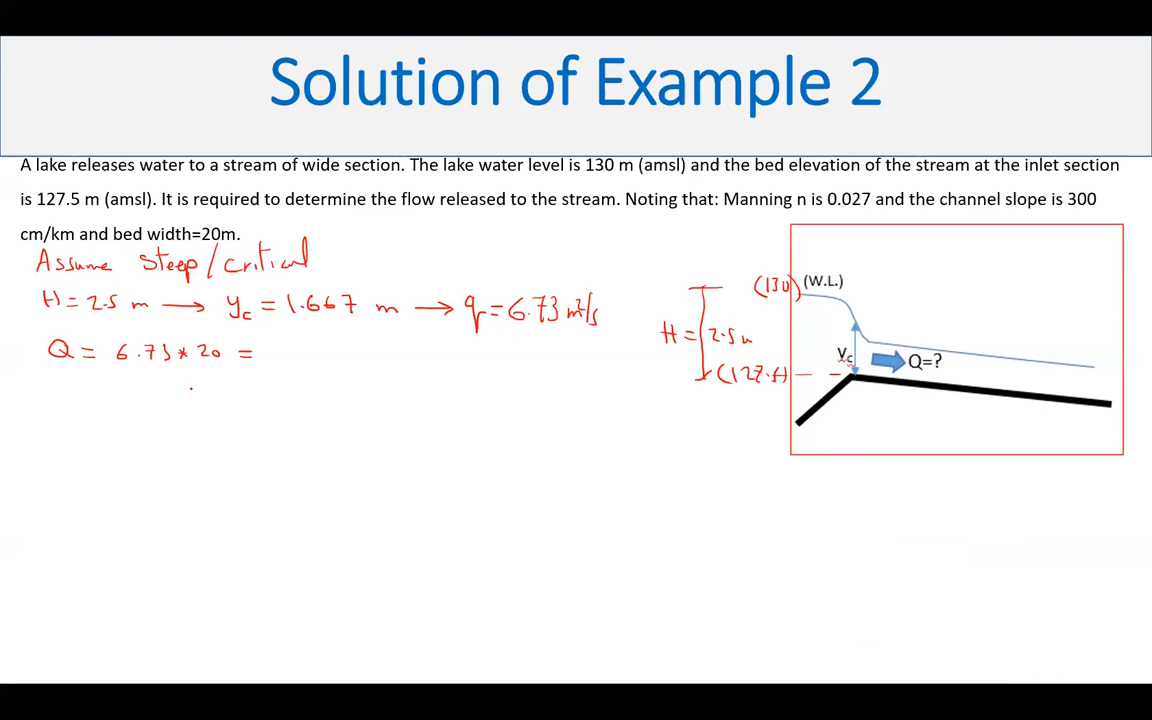 Solution of Example 2
A lake releases water to a stream of wide section. The lake water level is 130 m (amsl) and the bed elevation of the stream at the inlet section
is 127.5 m (amsl). It is required to determine the flow released to the stream. Noting that: Manning n is 0.027 and the channel slope is 300
cm/km and bed width=20m.
Assume steep/critical
H = 2.5 m → yc = 1.667 m → q = 6.73 m²/s
Q = 6.73 * 20 =
(130) (W.L.)
H = 2.5 m
yc Q=?
(127.5)